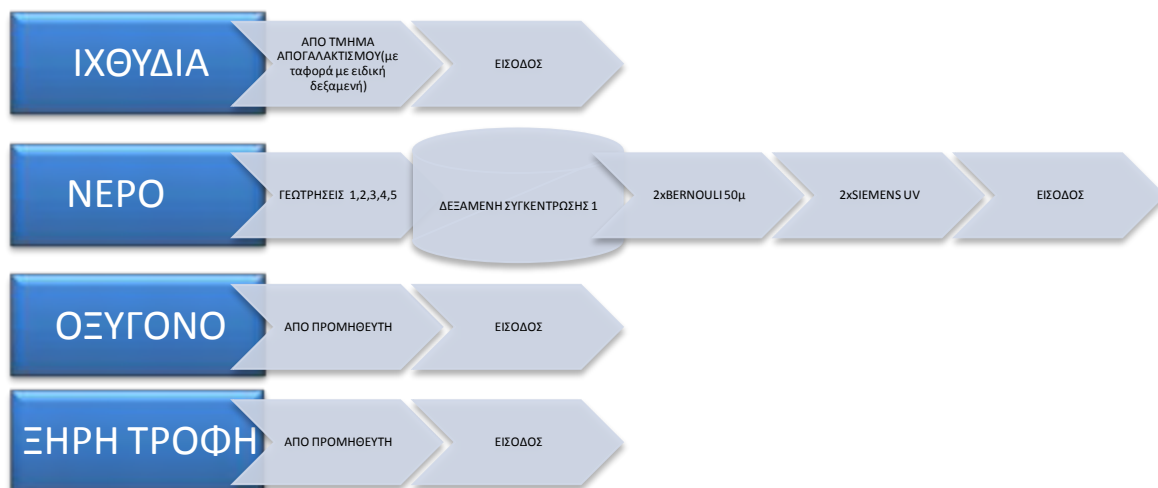 ΙΧΘΥΔΙΑ
ΑΠΟ ΤΜΗΜΑ
ΑΠΟΓΑΛΑΚΤΙΣΜΟΥ(με
ταφορά με ειδική
δεξαμενή)
ΕΙΣΟΔΟΣ
ΝΕΡΟ
ΓΕΩΤΡΗΣΕΙΣ 1,2,3,4,5
ΔΕΞΑΜΕΝΗ ΣΥΓΚΕΝΤΡΩΣΗΣ 1
2xBERNOULI 50μ
2xSIEMENS UV
ΕΙΣΟΔΟΣ
ΟΞΥΓΟΝΟ
ΑΠΟ ΠΡΟΜΗΘΕΥΤΗ
ΕΙΣΟΔΟΣ
ΞΗΡΗ ΤΡΟΦΗ
ΑΠΟ ΠΡΟΜΗΘΕΥΤΗ
ΕΙΣΟΔΟΣ